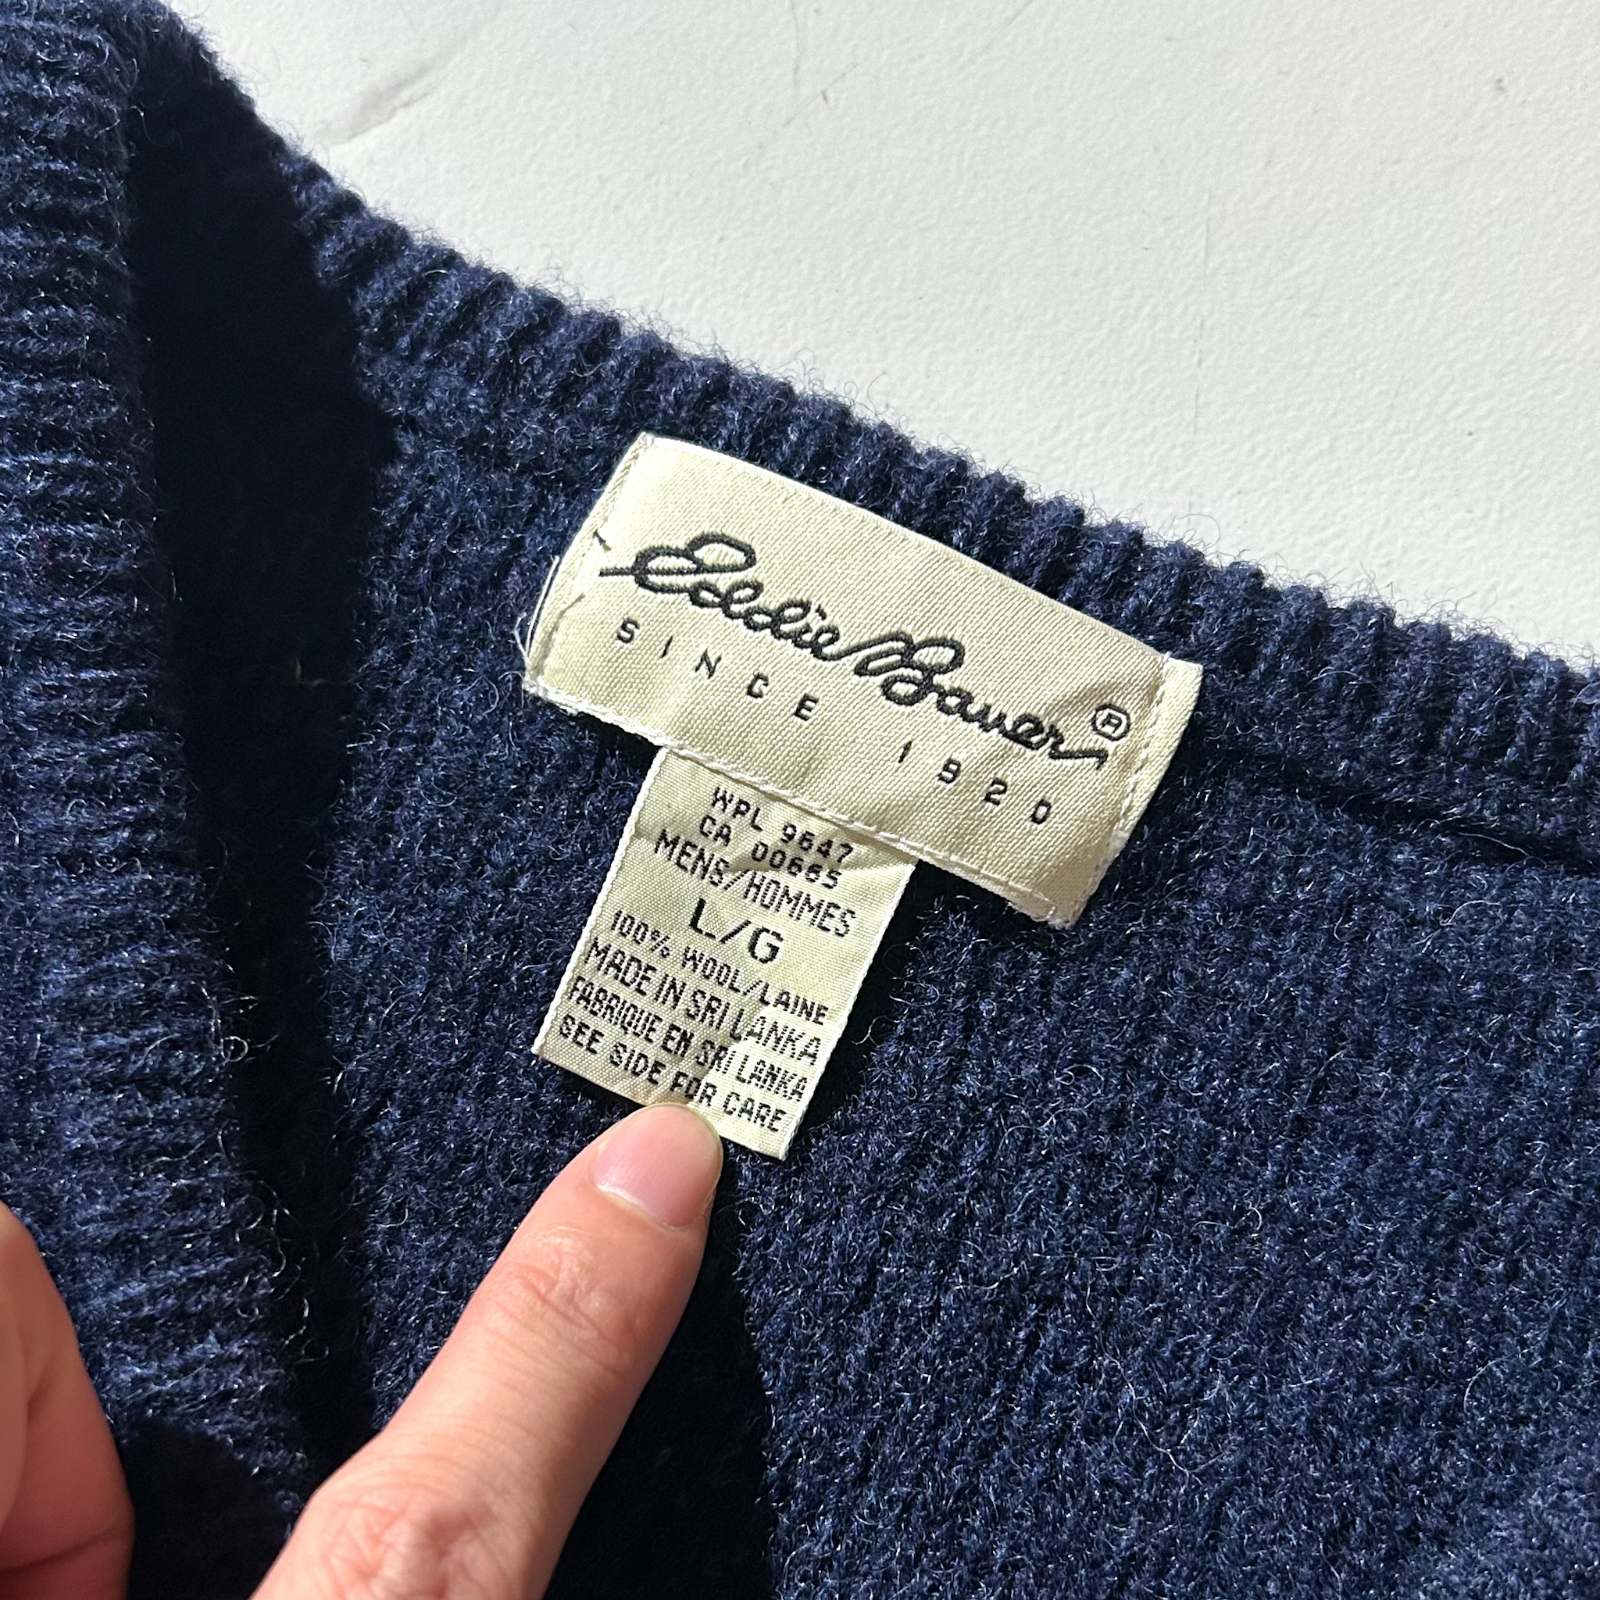 Eddie Bauer®
SINCE 1920
WPL 9647
CA 00665
MENS/HOMMES
L/G
100% WOOL/LAINE
MADE IN SRI LANKA
FABRIQUE EN SRI LANKA
SEE SIDE FOR CARE